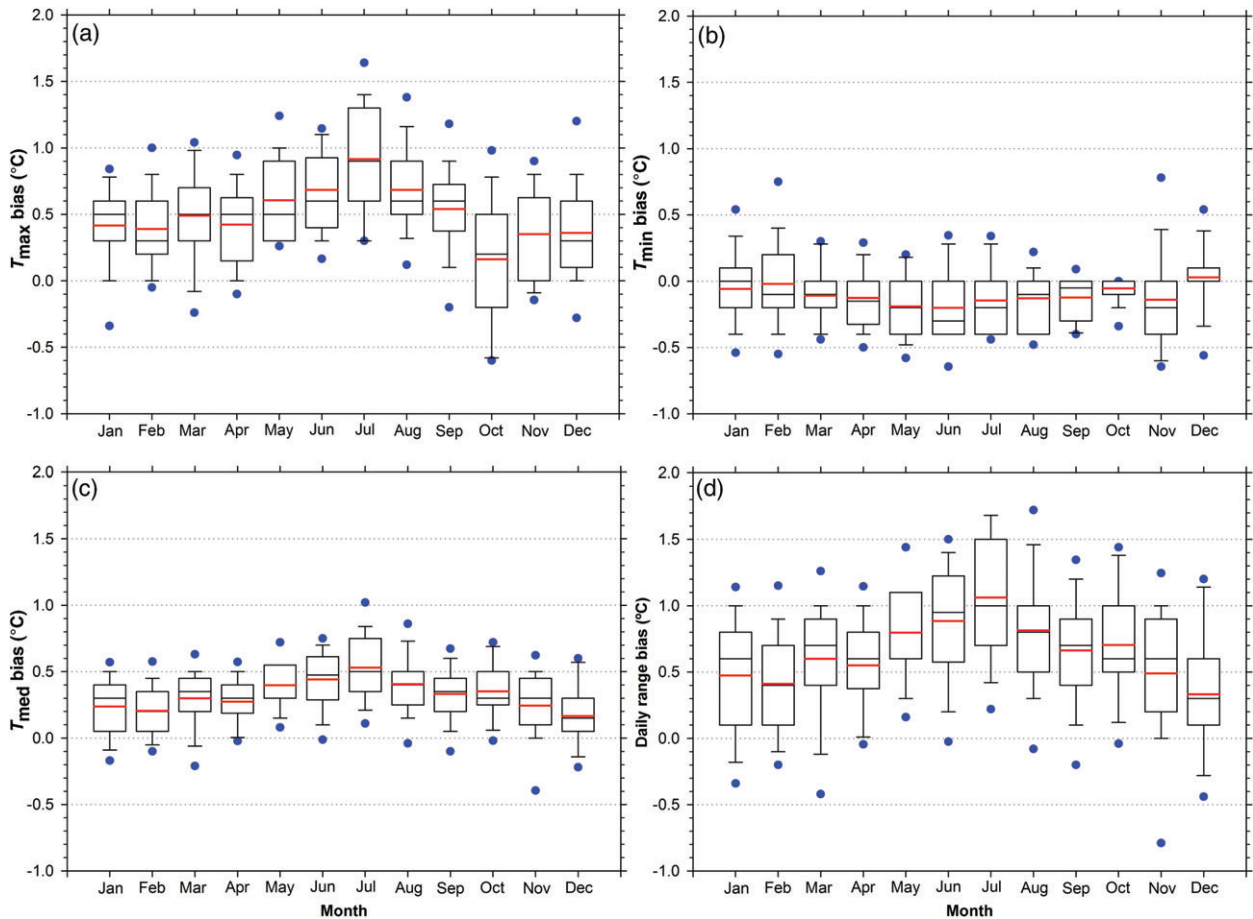 (a)
2.0
1.5
1.0
0.5
0.0
-0.5
-1.0
Tmax bias (°C)
Jan Feb Mar Apr May Jun Jul Aug Sep Oct Nov Dec
(b)
2.0
1.5
1.0
0.5
0.0
-0.5
-1.0
Tmin bias (°C)
Jan Feb Mar Apr May Jun Jul Aug Sep Oct Nov Dec
(c)
2.0
1.5
1.0
0.5
0.0
-0.5
-1.0
Tmed bias (°C)
Jan Feb Mar Apr May Jun Jul Aug Sep Oct Nov Dec
Month
(d)
2.0
1.5
1.0
0.5
0.0
-0.5
-1.0
Daily range bias (ºC)
Jan Feb Mar Apr May Jun Jul Aug Sep Oct Nov Dec
Month